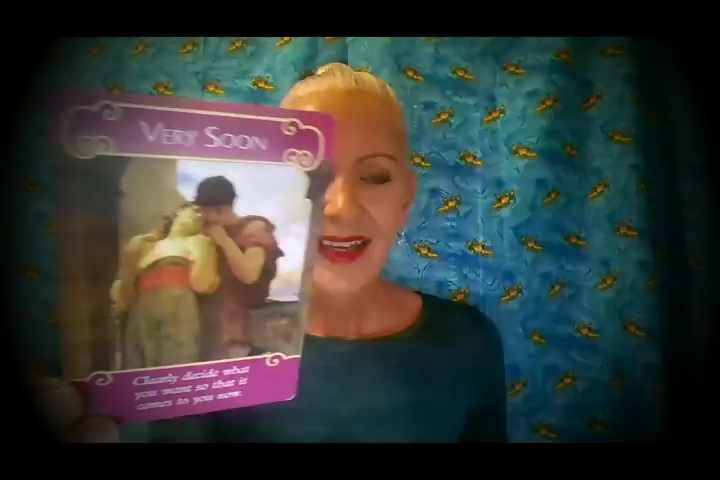 Very Soon
Clearly decide what
you want so that it
comes to you now.